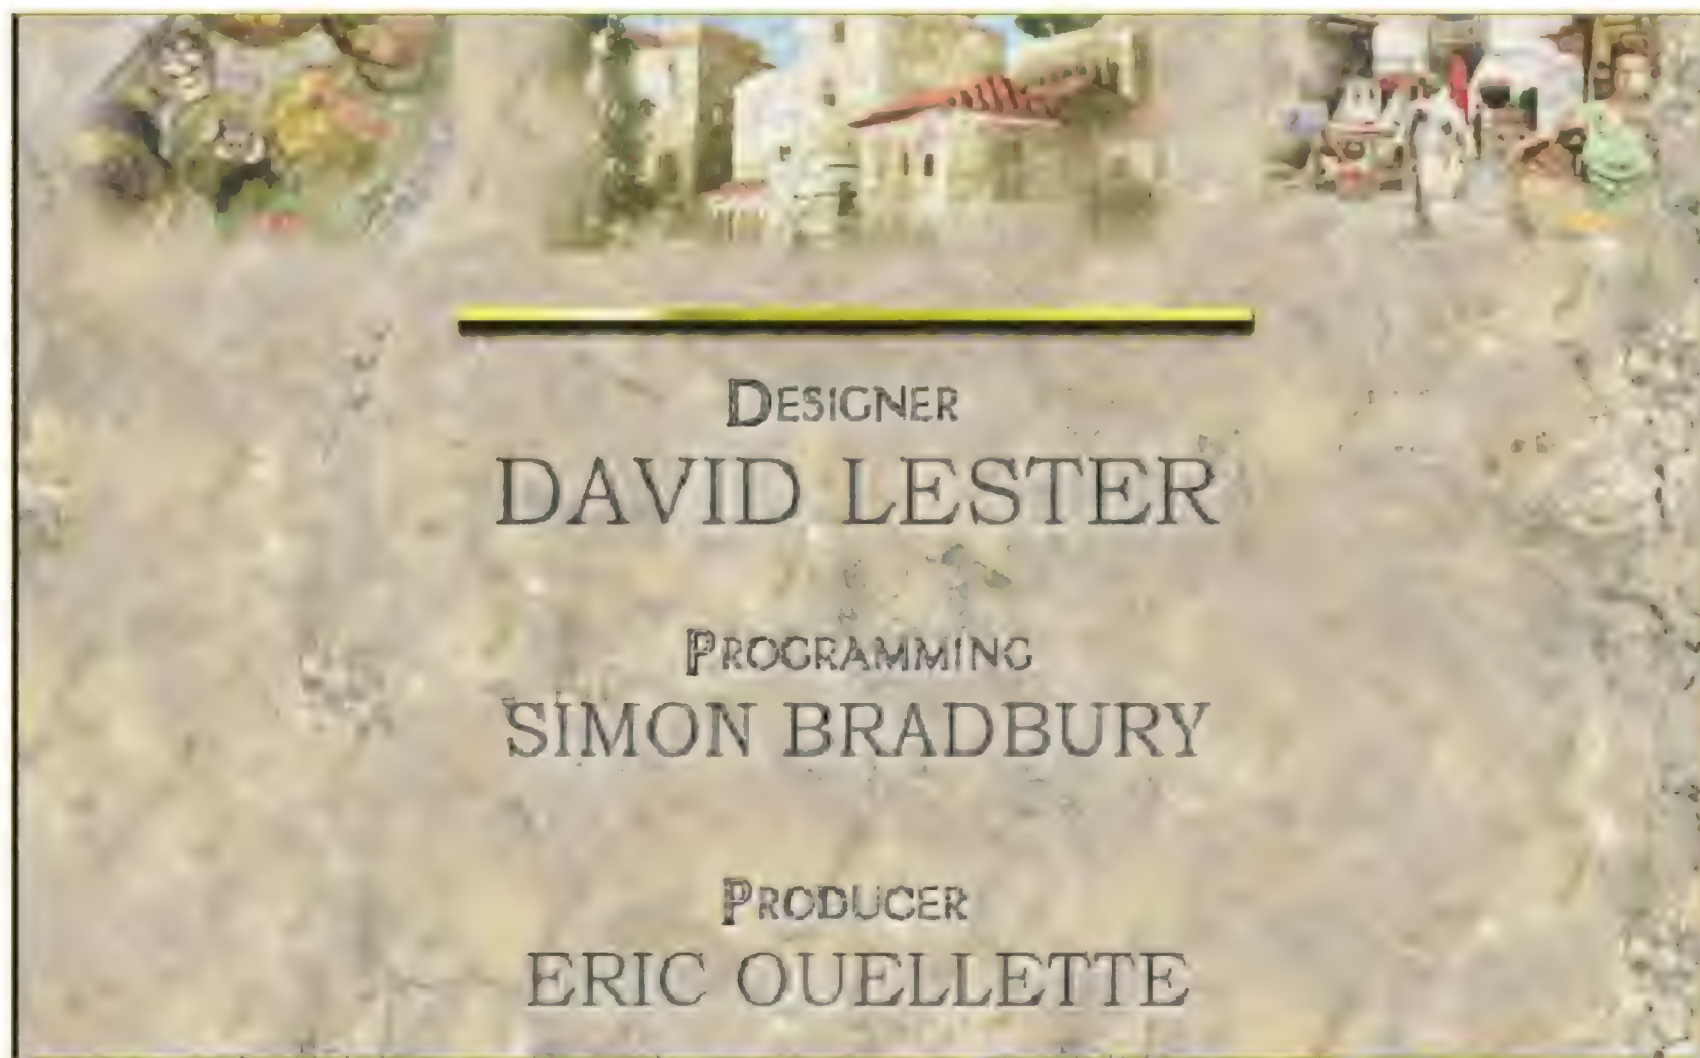 DESIGNER
DAVID LESTER
PROGRAMMING
SIMON BRADBURY
PRODUCER
ERIC OUELLETTE